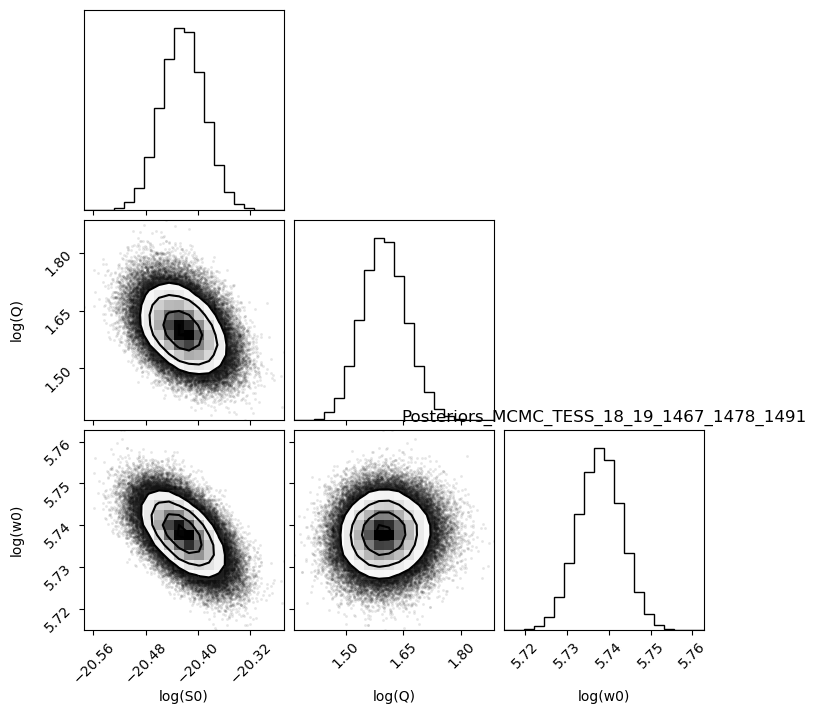 1.80
1.65
1.50
log(Q)
Posteriors_MCMC_TESS_18_19_1467_1478_1491
5.76
5.75
5.74
5.73
5.72
log(w0)
−20.56 −20.48 −20.40 −20.32 1.50 1.65 1.80 5.72 5.73 5.74 5.75 5.76
log(S0) log(Q) log(w0)